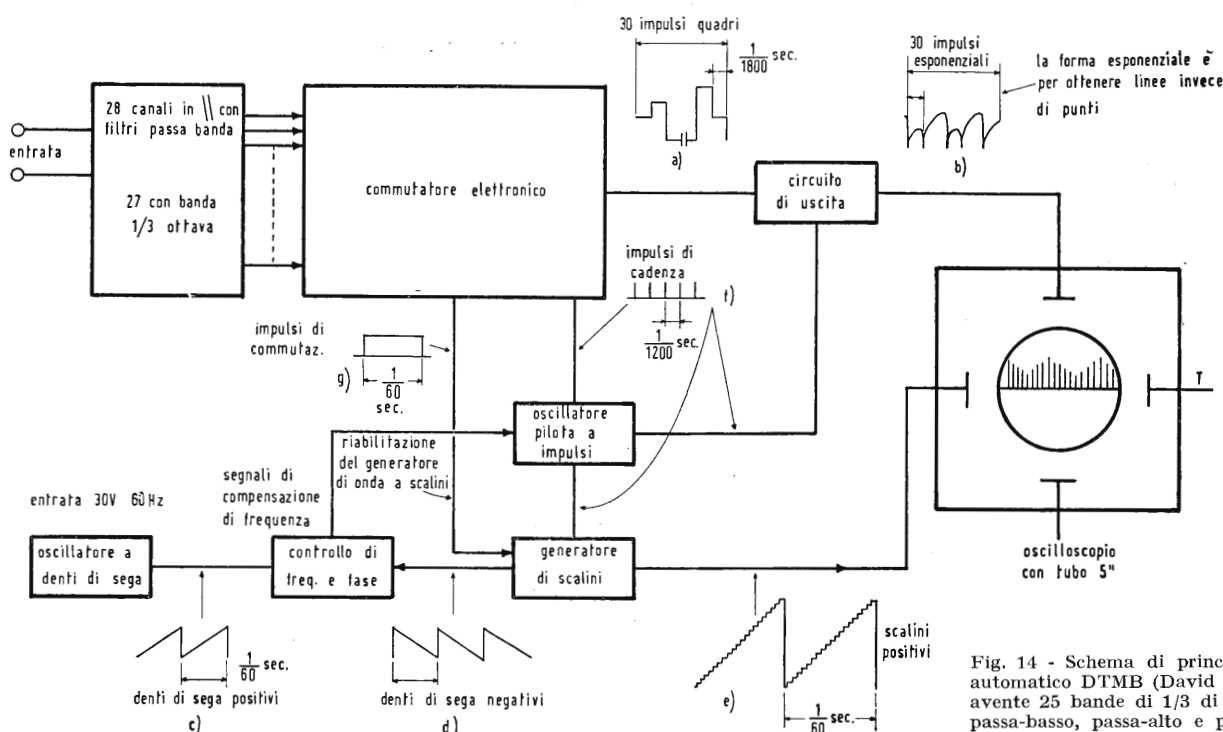 30 impulsi quadri
1/1800 sec.
a)
30 impulsi
esponenziali
b)
la forma esponenziale è
per ottenere linee invece
di punti
28 canali in || con
filtri passa banda
27 con banda
1/3 ottava
entrata
commutatore elettronico
circuito
di uscita
impulsi di
cadenza
f)
1/1200 sec.
impulsi di
commutaz.
g)
1/60
sec.
oscillatore
pilota a
impulsi
T
riabilitazione
del generatore
di onda a scalini
segnali di
compensazione
di frequenza
entrata 30V 60Hz
oscillatore a
denti di sega
controllo di
freq. e fase
generatore
di scalini
oscilloscopio
con tubo 5"
1/60 sec.
denti di sega positivi
c)
denti di sega negativi
d)
e)
scalini
positivi
1/60 sec.
Fig. 14 - Schema di princ
automatico DTMB (David
avente 25 bande di 1/3 di
passa-basso, passa-alto e p